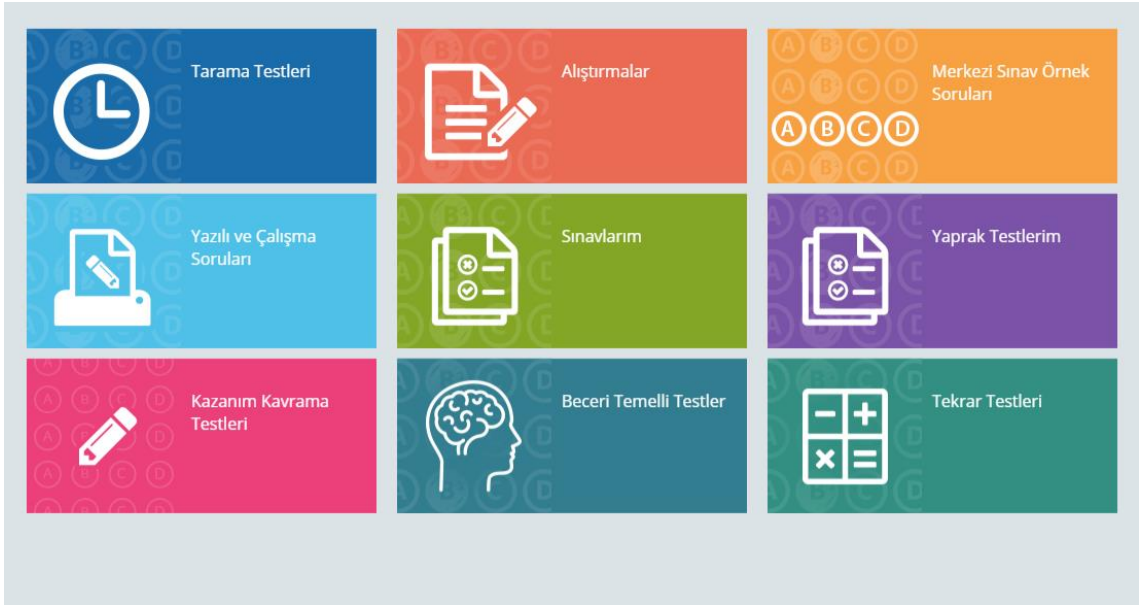 Tarama Testleri
Alıştırmalar
Merkezi Sınav Örnek
Soruları
A B C D
Yazılı ve Çalışma
Soruları
Sınavlarım
Yaprak Testlerim
Kazanım Kavrama
Testleri
Beceri Temelli Testler
Tekrar Testleri